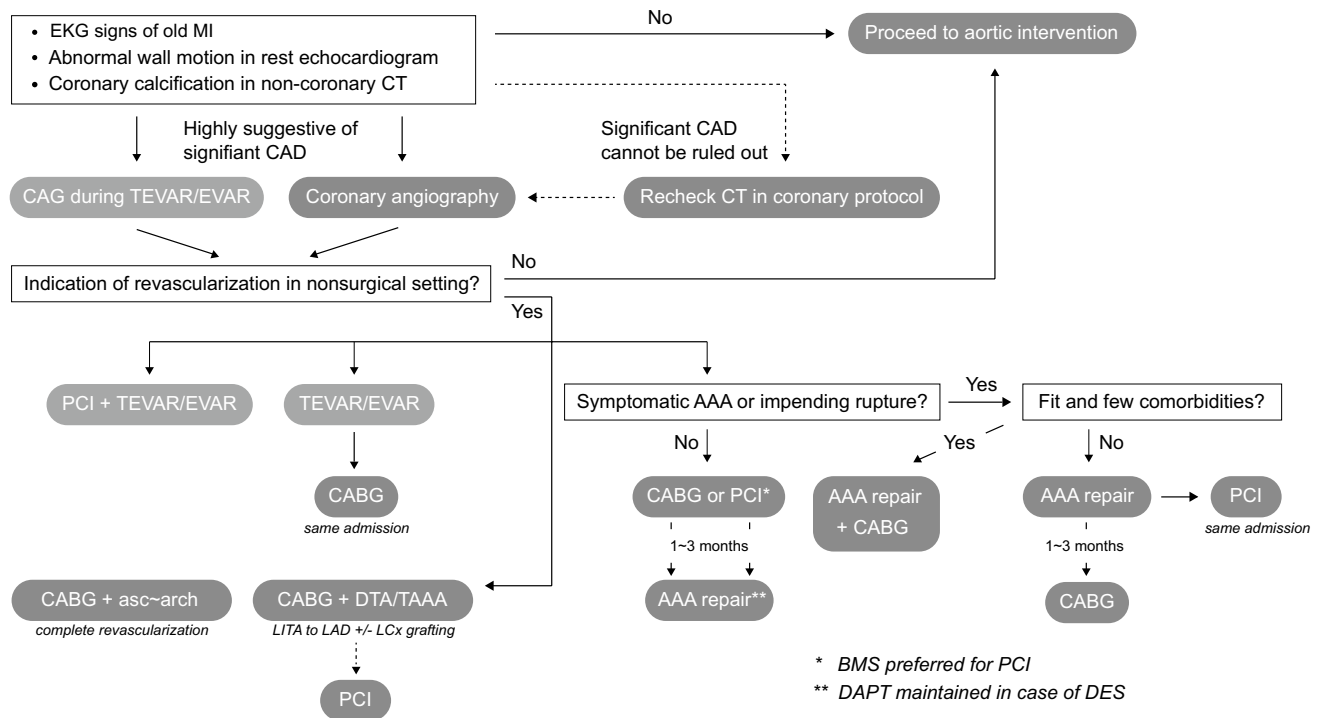 • EKG signs of old MI
• Abnormal wall motion in rest echocardiogram
• Coronary calcification in non-coronary CT
No
Proceed to aortic intervention
Highly suggestive of
signifiant CAD
Significant CAD
cannot be ruled out
CAG during TEVAR/EVAR
Coronary angiography
Recheck CT in coronary protocol
Indication of revascularization in nonsurgical setting?
No
Yes
PCI + TEVAR/EVAR
TEVAR/EVAR
Symptomatic AAA or impending rupture?
Yes
Fit and few comorbidities?
No
Yes
No
CABG
same admission
CABG or PCI*
AAA repair
+ CABG
AAA repair
PCI
same admission
1~3 months
1~3 months
CABG + asc~arch
complete revascularization
CABG + DTA/TAAA
LITA to LAD +/- LCx grafting
AAA repair**
CABG
PCI
* BMS preferred for PCI
** DAPT maintained in case of DES